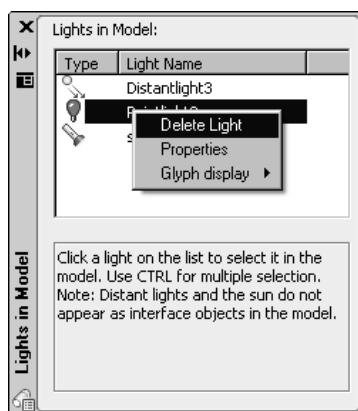 Lights in Model:
Type Light Name
Distantlight3
Delete Light
Properties
Glyph display
Click a light on the list to select it in the
model. Use CTRL for multiple selection.
Note: Distant lights and the sun do not
appear as interface objects in the model.
Lights in Model